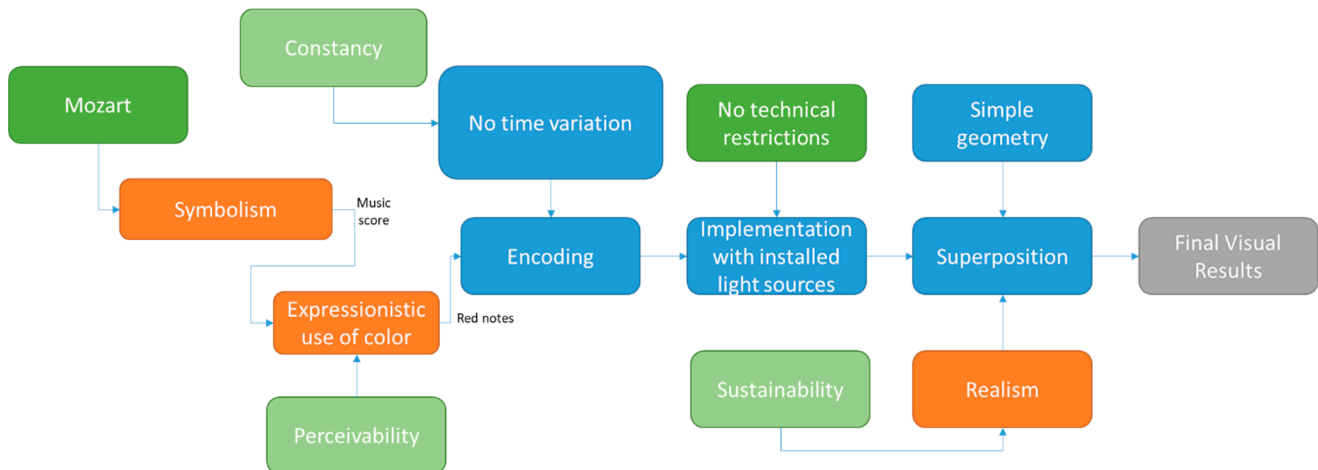 Constancy
Mozart
No time variation
No technical
restrictions
Simple
geometry
Symbolism
Music
score
Encoding
Implementation
with installed
light sources
Superposition
Final Visual
Results
Expressionistic
use of color
Red notes
Sustainability
Realism
Perceivability